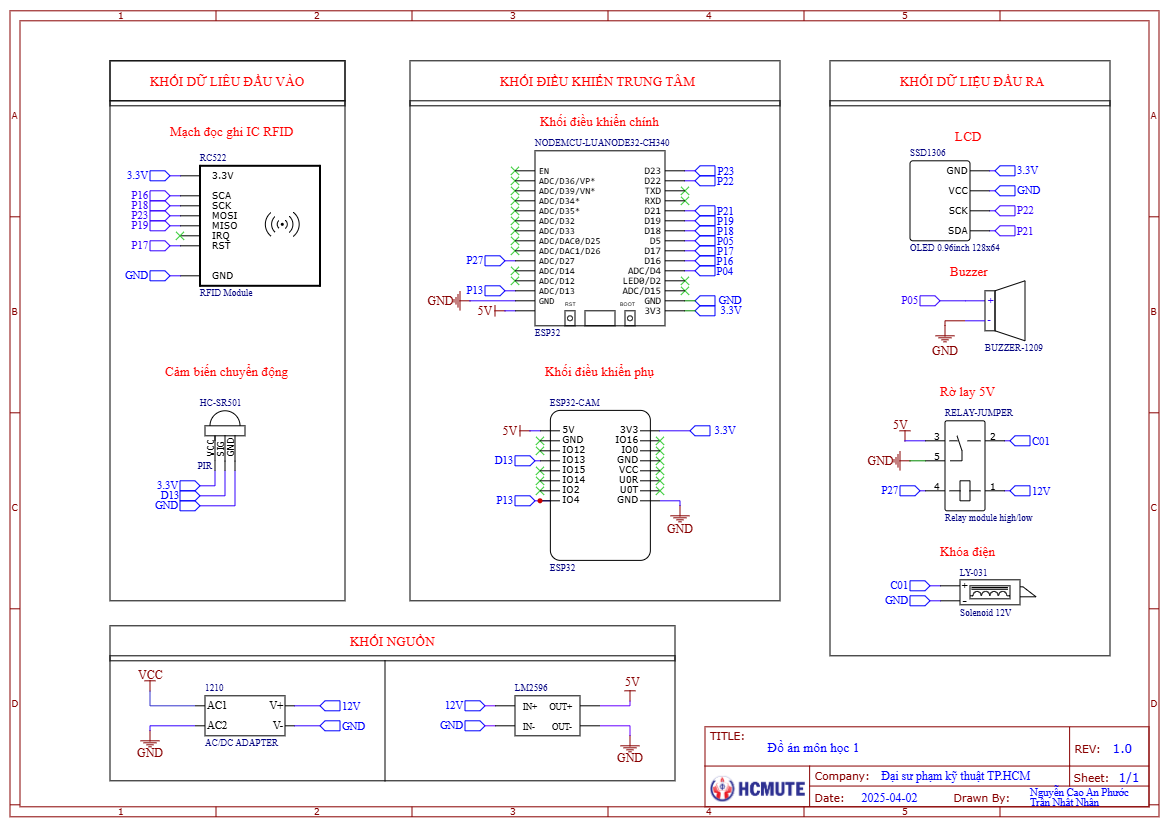 1 2 3 4 5
A
B
C
D
KHỐI DỮ LIÊU ĐẦU VÀO
Mạch đọc ghi IC RFID
RC522
3.3V 3.3V
P16 SCA
P18 SCK
P23 MOSI
P19 MISO
IRQ
P17 RST
GND GND
RFID Module
Cảm biến chuyển động
HC-SR501
VCC
SIG
GND
PIR
3.3V
D13
GND
KHỐI ĐIỀU KHIỂN TRUNG TÂM
Khối điều khiển chính
NODEMCU-LUANODE32-CH340
EN D23 P23
ADC/D36/VP* D22 P22
ADC/D39/VN* TXD
ADC/D34* RXD
ADC/D35* D21 P21
ADC/D32 D19 P19
ADC/D33 D18 P18
ADC/DAC0/D25 D5 P05
ADC/DAC1/D26 D17 P17
P27 ADC/D27 D16 P16
ADC/D14 ADC/D4 P04
ADC/D12 LED0/D2
P13 ADC/D13 ADC/D15
GND GND GND GND
5V 3V3 3.3V
RST BOOT
ESP32
Khối điều khiển phụ
ESP32-CAM
5V 5V 3V3 3.3V
GND IO16
IO12 IO0
D13 IO13 GND
IO15 VCC
IO14 U0R
IO2 U0T
P13 IO4 GND
GND
ESP32
KHỐI DỮ LIỆU ĐẦU RA
LCD
SSD1306
GND 3.3V
VCC GND
SCK P22
SDA P21
OLED 0.96inch 128x64
Buzzer
P05 +
-
GND
BUZZER-1209
Rờ lay 5V
RELAY-JUMPER
5V 3 2 C01
GND 5
P27 4 1 12V
Relay module high/low
Khóa điện
LY-031
C01 +
GND -
Solenoid 12V
KHỐI NGUỒN
VCC
1210
AC1 V+ 12V
AC2 V- GND
GND
AC/DC ADAPTER
LM2596
5V
12V IN+ OUT+
GND IN- OUT-
GND
TITLE:
Đồ án môn học 1
REV: 1.0
HCMUTE
Company: Đại sư phạm kỹ thuật TP.HCM
Sheet: 1/1
Date: 2025-04-02
Drawn By: Nguyễn Cao An Phước
Trần Nhật Nhân
1 2 3 4 5
A
B
C
D